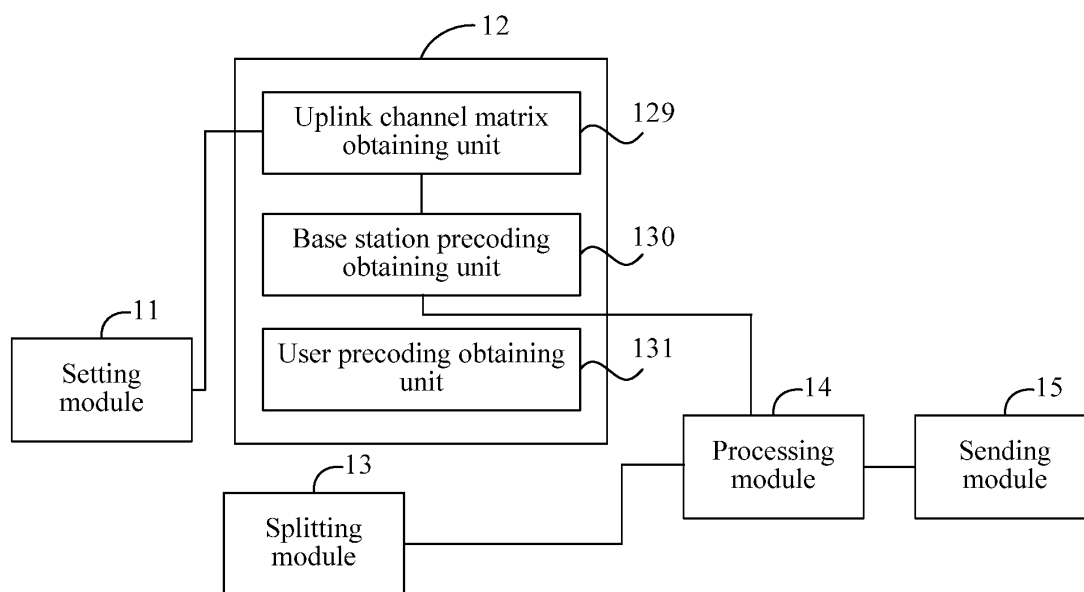 12
Uplink channel matrix
obtaining unit
129
Base station precoding
obtaining unit
130
11
Setting
module
User precoding obtaining
unit
131
14
Processing
module
15
Sending
module
13
Splitting
module